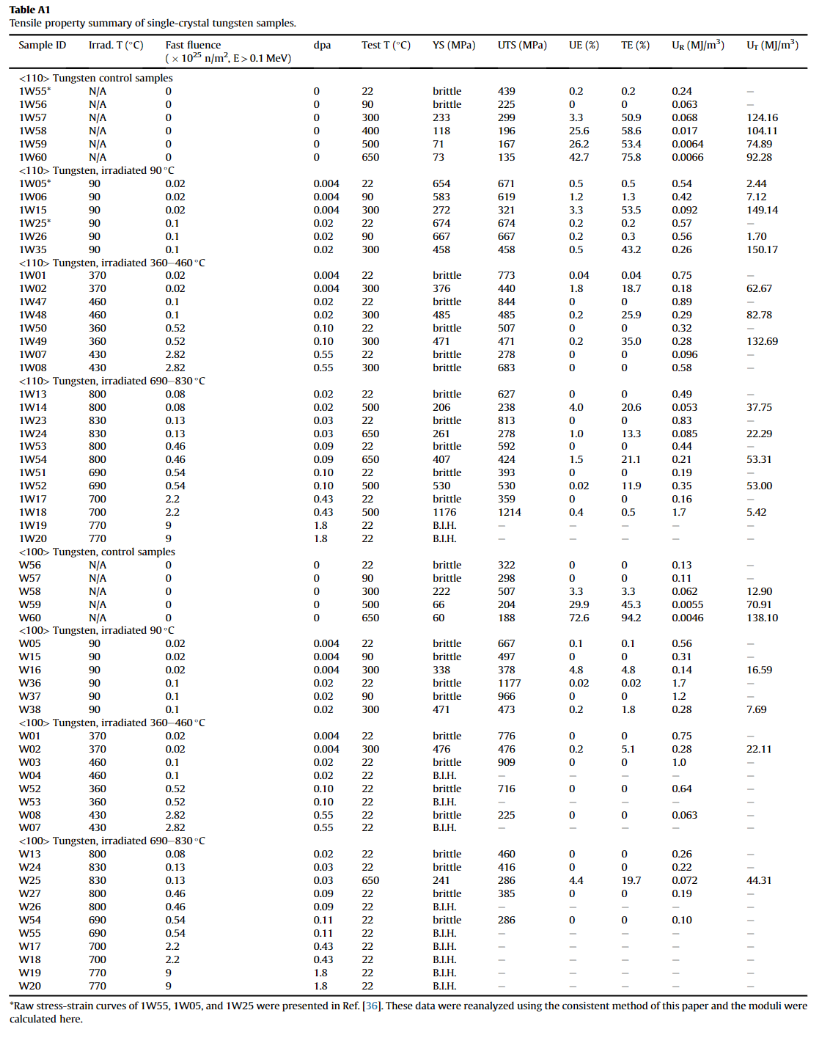 Table A1
Tensile property summary of single-crystal tungsten samples.
Sample ID Irrad. T (°C) Fast fluence (× 10²⁵ n/m², E > 0.1 MeV) dpa Test T (°C) YS (MPa) UTS (MPa) UE (%) TE (%) U_R (MJ/m³) U_T (MJ/m³)
<110> Tungsten control samples
1W55* N/A 0 0 22 brittle 439 0.2 0.2 0.24 –
1W56 N/A 0 0 90 brittle 225 0 0 0.063 –
1W57 N/A 0 0 300 233 299 3.3 50.9 0.068 124.16
1W58 N/A 0 0 400 118 196 25.6 58.6 0.017 104.11
1W59 N/A 0 0 500 71 167 26.2 53.4 0.0064 74.89
1W60 N/A 0 0 650 73 135 42.7 75.8 0.0066 92.28
<110> Tungsten, irradiated 90 °C
1W05* 90 0.02 0.004 22 654 671 0.5 0.5 0.54 2.44
1W06 90 0.02 0.004 90 583 619 1.2 1.3 0.42 7.12
1W15 90 0.02 0.004 300 272 321 3.3 53.5 0.092 149.14
1W25* 90 0.1 0.02 22 674 674 0.2 0.2 0.57 –
1W26 90 0.1 0.02 90 667 667 0.2 0.3 0.56 1.70
1W35 90 0.1 0.02 300 458 458 0.5 43.2 0.26 150.17
<110> Tungsten, irradiated 360–460 °C
1W01 370 0.02 0.004 22 brittle 773 0.04 0.04 0.75 –
1W02 370 0.02 0.004 300 376 440 1.8 18.7 0.18 62.67
1W47 460 0.1 0.02 22 brittle 844 0 0 0.89 –
1W48 460 0.1 0.02 300 485 485 0.2 25.9 0.29 82.78
1W50 360 0.52 0.10 22 brittle 507 0 0 0.32 –
1W49 360 0.52 0.10 300 471 471 0.2 35.0 0.28 132.69
1W07 430 2.82 0.55 22 brittle 278 0 0 0.096 –
1W08 430 2.82 0.55 300 brittle 683 0 0 0.58 –
<110> Tungsten, irradiated 690–830 °C
1W13 800 0.08 0.02 22 brittle 627 0 0 0.49 –
1W14 800 0.08 0.02 500 206 238 4.0 20.6 0.053 37.75
1W23 830 0.13 0.03 22 brittle 813 0 0 0.83 –
1W24 830 0.13 0.03 650 261 278 1.0 13.3 0.085 22.29
1W53 800 0.46 0.09 22 brittle 592 0 0 0.44 –
1W54 800 0.46 0.09 650 407 424 1.5 21.1 0.21 53.31
1W51 690 0.54 0.10 22 brittle 393 0 0 0.19 –
1W52 690 0.54 0.10 500 530 530 0.02 11.9 0.35 53.00
1W17 700 2.2 0.43 22 brittle 359 0 0 0.16 –
1W18 700 2.2 0.43 500 1176 1214 0.4 0.5 1.7 5.42
1W19 770 9 1.8 22 B.I.H. – – – – –
1W20 770 9 1.8 22 B.I.H. – – – – –
<100> Tungsten, control samples
W56 N/A 0 0 22 brittle 322 0 0 0.13 –
W57 N/A 0 0 90 brittle 298 0 0 0.11 –
W58 N/A 0 0 300 222 507 3.3 3.3 0.062 12.90
W59 N/A 0 0 500 66 204 29.9 45.3 0.0055 70.91
W60 N/A 0 0 650 60 188 72.6 94.2 0.0046 138.10
<100> Tungsten, irradiated 90 °C
W05 90 0.02 0.004 22 brittle 667 0.1 0.1 0.56 –
W15 90 0.02 0.004 90 brittle 497 0 0 0.31 –
W16 90 0.02 0.004 300 338 378 4.8 4.8 0.14 16.59
W36 90 0.1 0.02 22 brittle 1177 0.02 0.02 1.7 –
W37 90 0.1 0.02 90 brittle 966 0 0 1.2 –
W38 90 0.1 0.02 300 471 473 0.2 1.8 0.28 7.69
<100> Tungsten, irradiated 360–460 °C
W01 370 0.02 0.004 22 brittle 776 0 0 0.75 –
W02 370 0.02 0.004 300 476 476 0.2 5.1 0.28 22.11
W03 460 0.1 0.02 22 brittle 909 0 0 1.0 –
W04 460 0.1 0.02 22 B.I.H. – – – – –
W52 360 0.52 0.10 22 brittle 716 0 0 0.64 –
W53 360 0.52 0.10 22 B.I.H. – – – – –
W08 430 2.82 0.55 22 brittle 225 0 0 0.063 –
W07 430 2.82 0.55 22 B.I.H. – – – – –
<100> Tungsten, irradiated 690–830 °C
W13 800 0.08 0.02 22 brittle 460 0 0 0.26 –
W24 830 0.13 0.03 22 brittle 416 0 0 0.22 –
W25 830 0.13 0.03 650 241 286 4.4 19.7 0.072 44.31
W27 800 0.46 0.09 22 brittle 385 0 0 0.19 –
W26 800 0.46 0.09 22 B.I.H. – – – – –
W54 690 0.54 0.11 22 brittle 286 0 0 0.10 –
W55 690 0.54 0.11 22 B.I.H. – – – – –
W17 700 2.2 0.43 22 B.I.H. – – – – –
W18 700 2.2 0.43 22 B.I.H. – – – – –
W19 770 9 1.8 22 B.I.H. – – – – –
W20 770 9 1.8 22 B.I.H. – – – – –
*Raw stress-strain curves of 1W55, 1W05, and 1W25 were presented in Ref. [36]. These data were reanalyzed using the consistent method of this paper and the moduli were
calculated here.